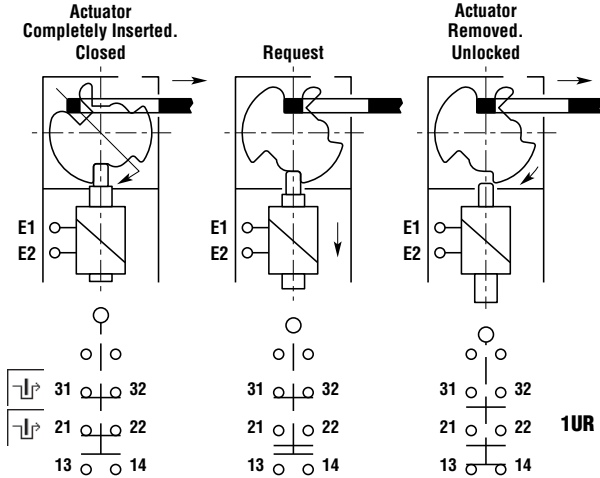 Actuator
Completely Inserted.
Closed
Request
Actuator
Removed.
Unlocked
E1
E2
E1
E2
E1
E2
31 32
31 32
31 32
21 22
21 22
21 22
1UR
13 14
13 14
13 14